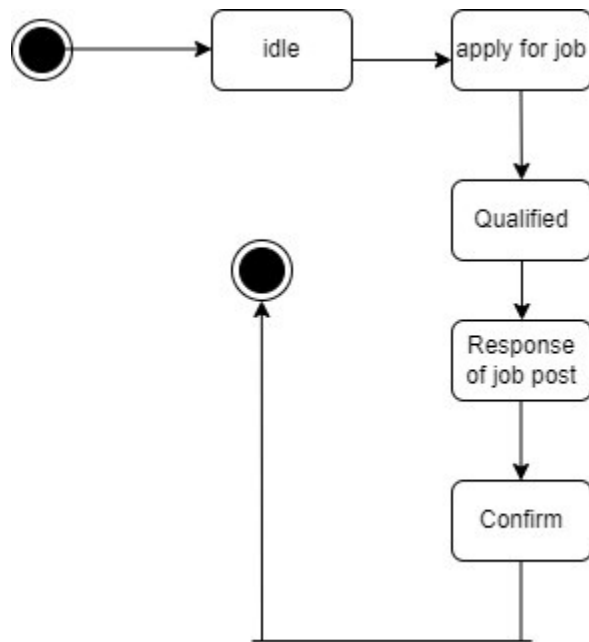 idle
apply for job
Qualified
Response
of job post
Confirm